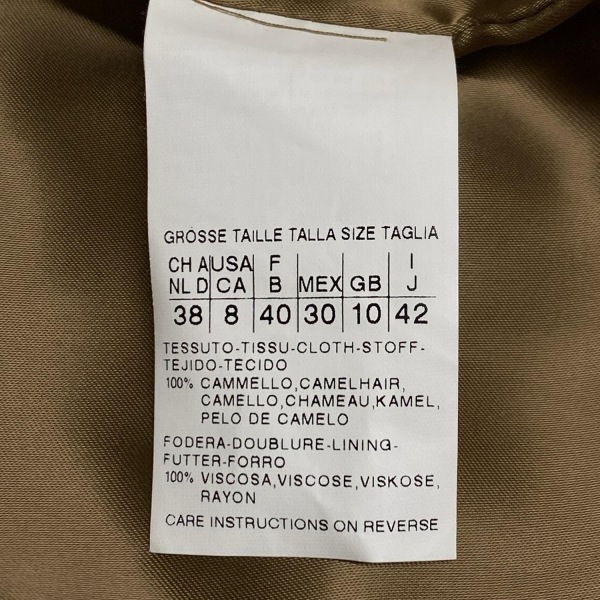 GRÖSSE TAILLE TALLA SIZE TAGLIA
CH A USA F I
NL D CA B MEX GB J
38 8 40 30 10 42
TESSUTO-TISSU-CLOTH-STOFF-
TEJIDO-TECIDO
100% CAMMELLO,CAMELHAIR,
CAMELLO,CHAMEAU,KAMEL,
PELO DE CAMELO
FODERA-DOUBLURE-LINING-
FUTTER-FORRO
100% VISCOSA,VISCOSE,VISKOSE,
RAYON
CARE INSTRUCTIONS ON REVERSE